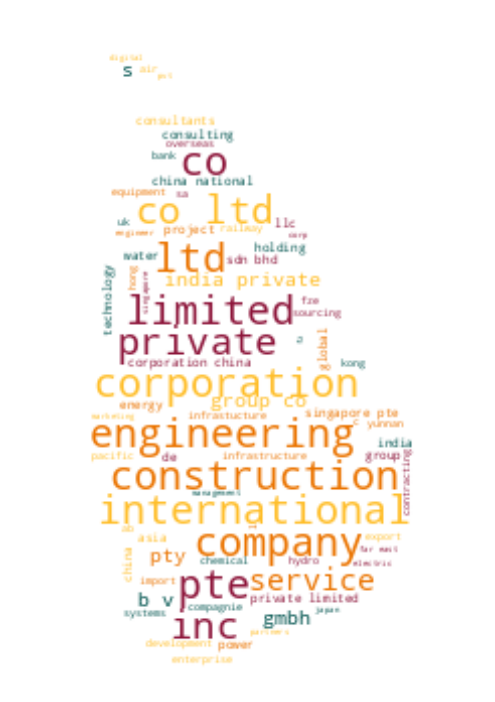 digital
s air
pvt
consultants
consulting
overseas
bank co
china national
equipment sa
co ltd
uk llc
engineer project railway corp
water ltd holding
sdn bhd
technology hong singapore india private
limited fze
sourcing
private a global
corporation china kong
corporation
group co
energy
marketing infrastucture singapore pte
engineering c yunnan
india
pacific de infrastructure group
construction contracting
management
international
ab
asia company export
china pty far east
chemical hydro electric
import pte service
b v private limited
systems compagnie japan
inc gmbh
partners
development power
enterprise